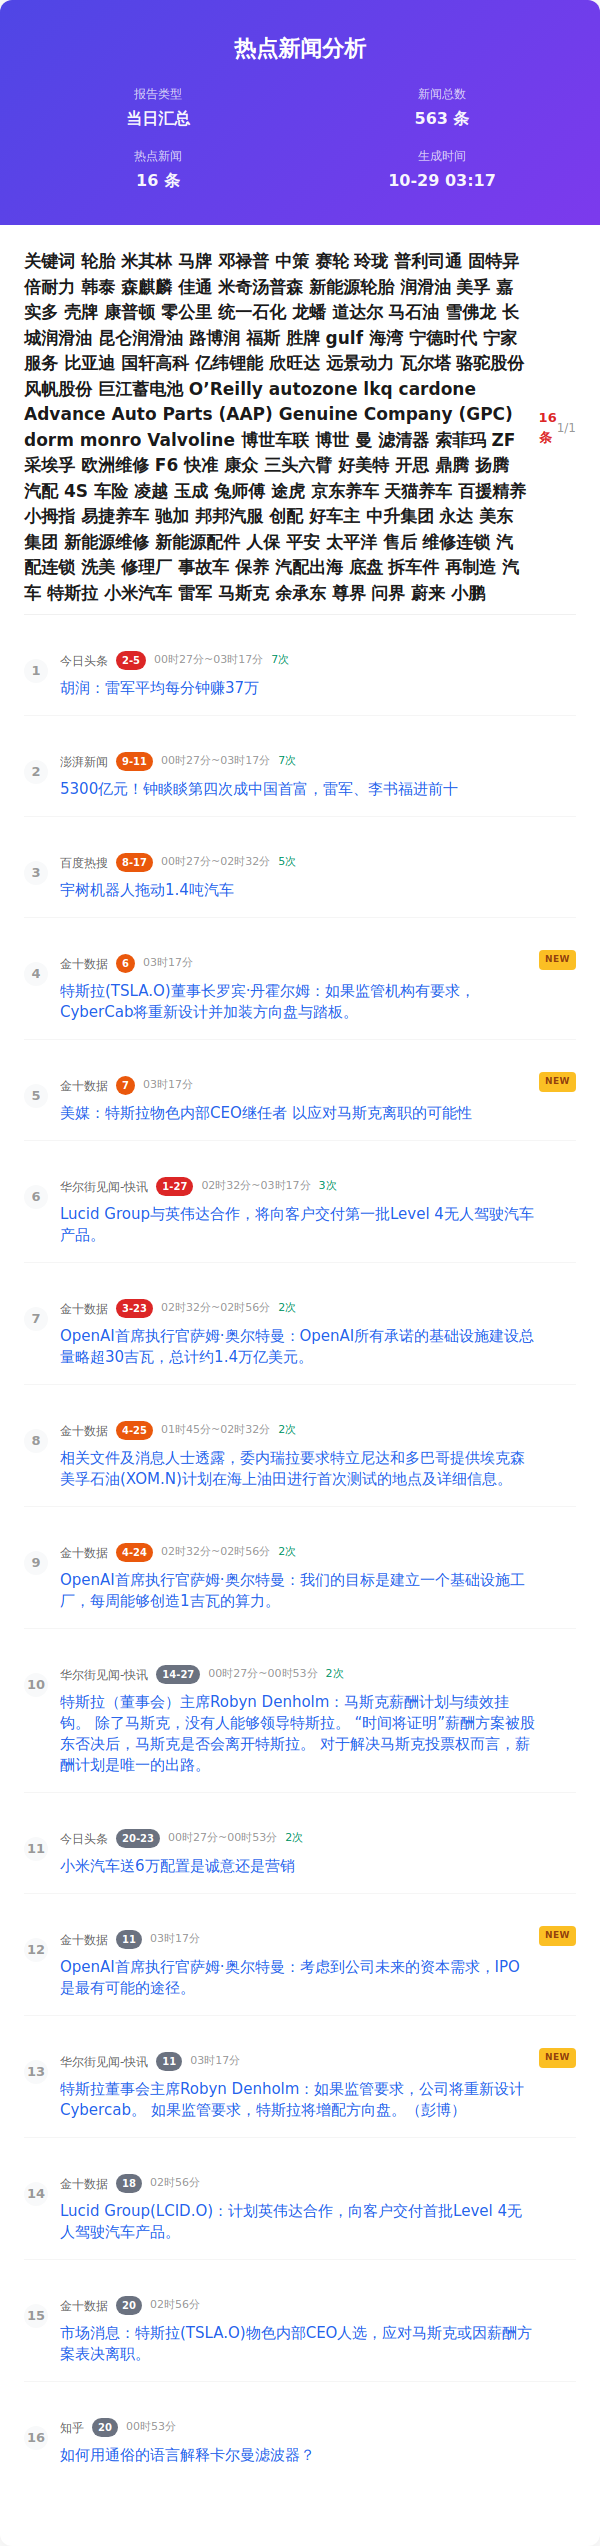 热点新闻分析
报告类型
当日汇总
新闻总数
563 条
热点新闻
16 条
生成时间
10-29 03:17
关键词 轮胎 米其林 马牌 邓禄普 中策 赛轮 玲珑 普利司通 固特异
倍耐力 韩泰 森麒麟 佳通 米奇汤普森 新能源轮胎 润滑油 美孚 嘉
实多 壳牌 康普顿 零公里 统一石化 龙蟠 道达尔 马石油 雪佛龙 长
城润滑油 昆仑润滑油 路博润 福斯 胜牌 gulf 海湾 宁德时代 宁家
服务 比亚迪 国轩高科 亿纬锂能 欣旺达 远景动力 瓦尔塔 骆驼股份
风帆股份 巨江蓄电池 O’Reilly autozone lkq cardone
Advance Auto Parts (AAP) Genuine Company (GPC)
dorm monro Valvoline 博世车联 博世 曼 滤清器 索菲玛 ZF
采埃孚 欧洲维修 F6 快准 康众 三头六臂 好美特 开思 鼎腾 扬腾
汽配 4S 车险 凌越 玉成 兔师傅 途虎 京东养车 天猫养车 百援精养
小拇指 易捷养车 驰加 邦邦汽服 创配 好车主 中升集团 永达 美东
集团 新能源维修 新能源配件 人保 平安 太平洋 售后 维修连锁 汽
配连锁 洗美 修理厂 事故车 保养 汽配出海 底盘 拆车件 再制造 汽
车 特斯拉 小米汽车 雷军 马斯克 余承东 尊界 问界 蔚来 小鹏
16
条
1/1
1
今日头条 2-5 00时27分~03时17分 7次
胡润：雷军平均每分钟赚37万
2
澎湃新闻 9-11 00时27分~03时17分 7次
5300亿元！钟睒睒第四次成中国首富，雷军、李书福进前十
3
百度热搜 8-17 00时27分~02时32分 5次
宇树机器人拖动1.4吨汽车
4
金十数据 6 03时17分
NEW
特斯拉(TSLA.O)董事长罗宾·丹霍尔姆：如果监管机构有要求，
CyberCab将重新设计并加装方向盘与踏板。
5
金十数据 7 03时17分
NEW
美媒：特斯拉物色内部CEO继任者 以应对马斯克离职的可能性
6
华尔街见闻-快讯 1-27 02时32分~03时17分 3次
Lucid Group与英伟达合作，将向客户交付第一批Level 4无人驾驶汽车
产品。
7
金十数据 3-23 02时32分~02时56分 2次
OpenAI首席执行官萨姆·奥尔特曼：OpenAI所有承诺的基础设施建设总
量略超30吉瓦，总计约1.4万亿美元。
8
金十数据 4-25 01时45分~02时32分 2次
相关文件及消息人士透露，委内瑞拉要求特立尼达和多巴哥提供埃克森
美孚石油(XOM.N)计划在海上油田进行首次测试的地点及详细信息。
9
金十数据 4-24 02时32分~02时56分 2次
OpenAI首席执行官萨姆·奥尔特曼：我们的目标是建立一个基础设施工
厂，每周能够创造1吉瓦的算力。
10
华尔街见闻-快讯 14-27 00时27分~00时53分 2次
特斯拉（董事会）主席Robyn Denholm：马斯克薪酬计划与绩效挂
钩。 除了马斯克，没有人能够领导特斯拉。 “时间将证明”薪酬方案被股
东否决后，马斯克是否会离开特斯拉。 对于解决马斯克投票权而言，薪
酬计划是唯一的出路。
11
今日头条 20-23 00时27分~00时53分 2次
小米汽车送6万配置是诚意还是营销
12
金十数据 11 03时17分
NEW
OpenAI首席执行官萨姆·奥尔特曼：考虑到公司未来的资本需求，IPO
是最有可能的途径。
13
华尔街见闻-快讯 11 03时17分
NEW
特斯拉董事会主席Robyn Denholm：如果监管要求，公司将重新设计
Cybercab。 如果监管要求，特斯拉将增配方向盘。（彭博）
14
金十数据 18 02时56分
Lucid Group(LCID.O)：计划英伟达合作，向客户交付首批Level 4无
人驾驶汽车产品。
15
金十数据 20 02时56分
市场消息：特斯拉(TSLA.O)物色内部CEO人选，应对马斯克或因薪酬方
案表决离职。
16
知乎 20 00时53分
如何用通俗的语言解释卡尔曼滤波器？